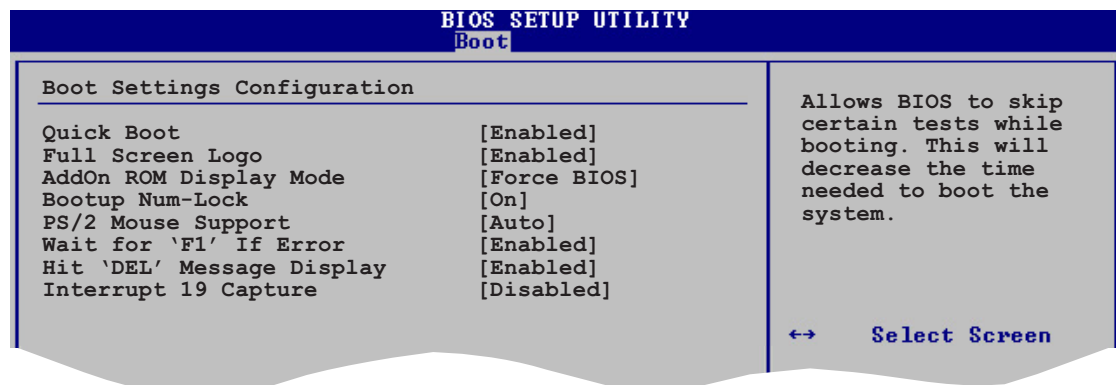 BIOS SETUP UTILITY
Boot
Boot Settings Configuration
Quick Boot [Enabled]
Full Screen Logo [Enabled]
AddOn ROM Display Mode [Force BIOS]
Bootup Num-Lock [On]
PS/2 Mouse Support [Auto]
Wait for ‘F1’ If Error [Enabled]
Hit ‘DEL’ Message Display [Enabled]
Interrupt 19 Capture [Disabled]
Allows BIOS to skip
certain tests while
booting. This will
decrease the time
needed to boot the
system.
←→ Select Screen